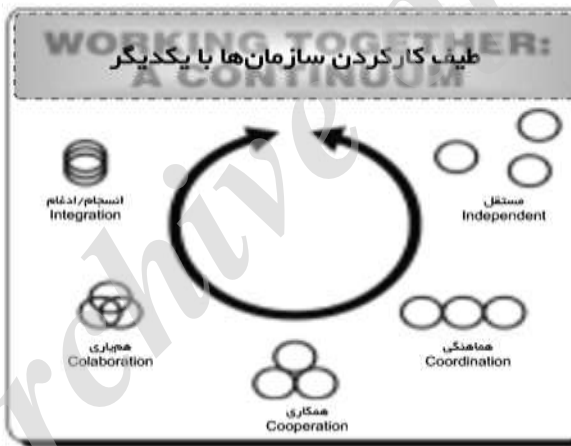 WORKING TOGETHER:
طیف کارکردن سازمان‌ها با یکدیگر
A CONTINUUM
انسجام/ادغام
Integration
مستقل
Independent
هم‌یاری
Colaboration
هماهنگی
Coordination
همکاری
Cooperation